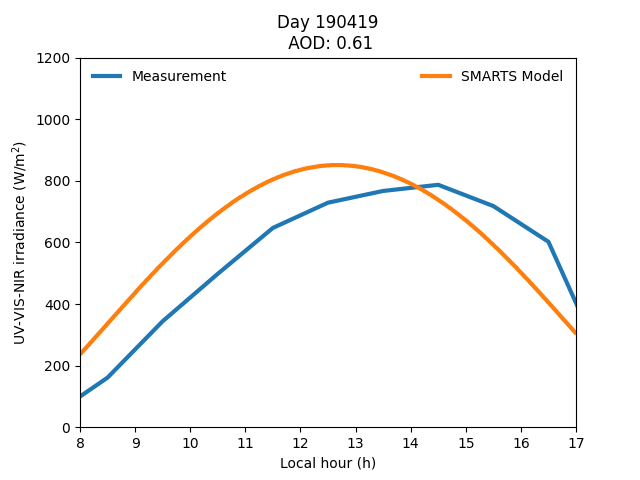 Day 190419
AOD: 0.61
Measurement
SMARTS Model
1200
1000
800
600
400
200
0
UV-VIS-NIR irradiance (W/m²)
8 9 10 11 12 13 14 15 16 17
Local hour (h)